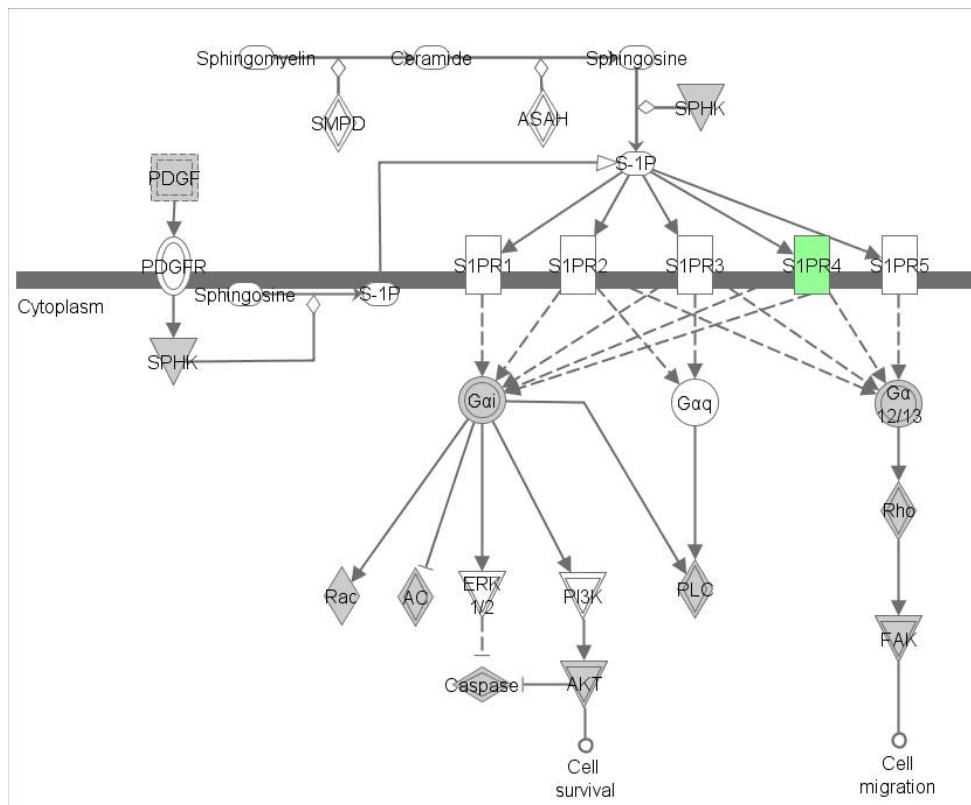 Sphingomyelin
Ceramide
Sphingosine
SMPD
ASAH
SPHK
S-1P
PDGF
PDGFR
S1PR1
S1PR2
S1PR3
S1PR4
S1PR5
Sphingosine
S-1P
Cytoplasm
SPHK
Gαi
Gαq
Gα
12/13
Rho
Rac
AC
ERK
1/2
PI3K
PLC
FAK
Caspase
AKT
Cell
survival
Cell
migration